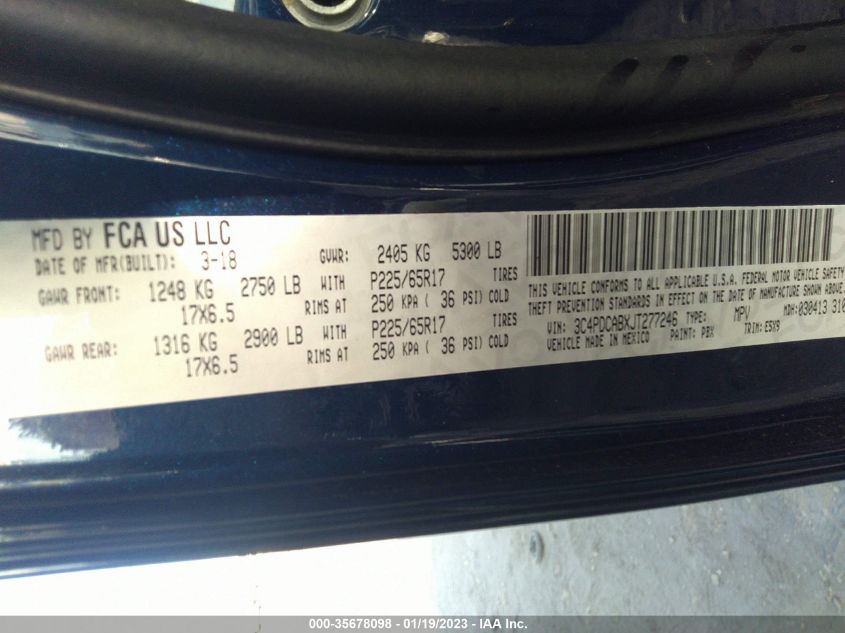 MFD BY FCA US LLC
DATE OF MFR(BUILT): 3-18 GVWR: 2405 KG 5300 LB
GAWR FRONT: 1248 KG 2750 LB WITH P225/65R17 TIRES
17X6.5 RIMS AT 250 KPA ( 36 PSI) COLD
GAWR REAR: 1316 KG 2900 LB WITH P225/65R17 TIRES
17X6.5 RIMS AT 250 KPA ( 36 PSI) COLD
THIS VEHICLE CONFORMS TO ALL APPLICABLE U.S.A. FEDERAL MOTOR VEHICLE SAFETY
THEFT PREVENTION STANDARDS IN EFFECT ON THE DATE OF MANUFACTURE SHOWN ABOVE
VIN: 3C4PDCABXJT277246 TYPE: MPV MDH:030413 310
VEHICLE MADE IN MEXICO PAINT: PBX TRIM: E5X9
000-35678098 - 01/19/2023 - IAA Inc.